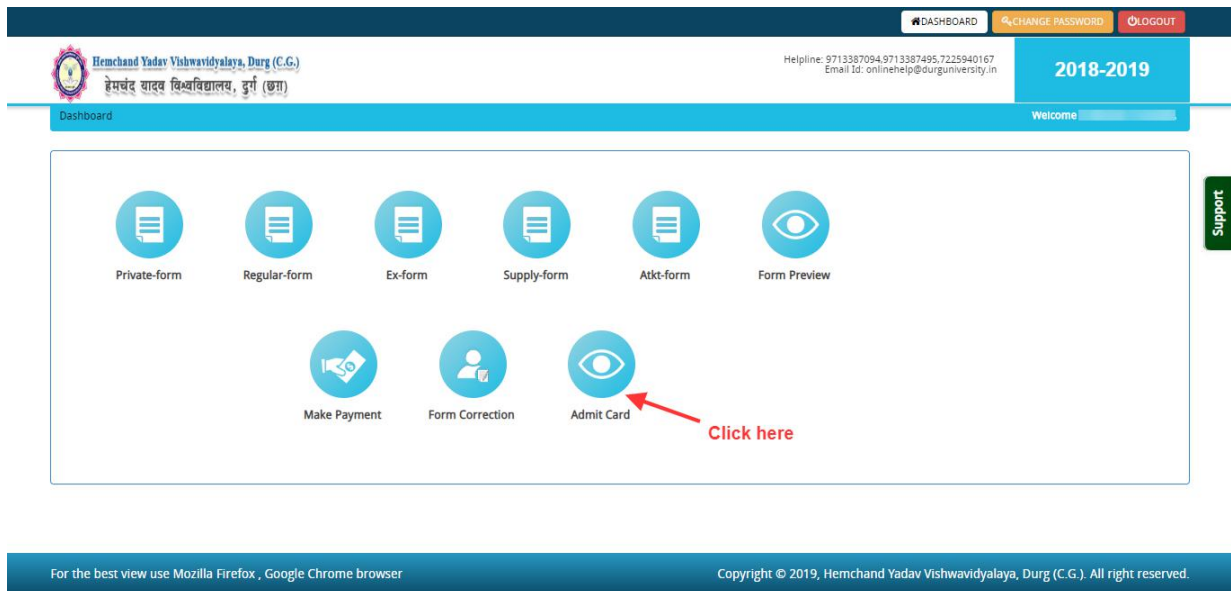 DASHBOARD CHANGE PASSWORD LOGOUT
Hemchand Yadav Vishwavidyalaya, Durg (C.G.)
हेमचंद यादव विश्वविद्यालय, दुर्ग (छग)
Helpline: 9713387094,9713387495,7225940167
Email Id: onlinehelp@durguniversity.in
2018-2019
Dashboard
Welcome
Support
Private-form Regular-form Ex-form Supply-form Atkt-form Form Preview
Make Payment Form Correction Admit Card
Click here
For the best view use Mozilla Firefox , Google Chrome browser
Copyright © 2019, Hemchand Yadav Vishwavidyalaya, Durg (C.G.). All right reserved.